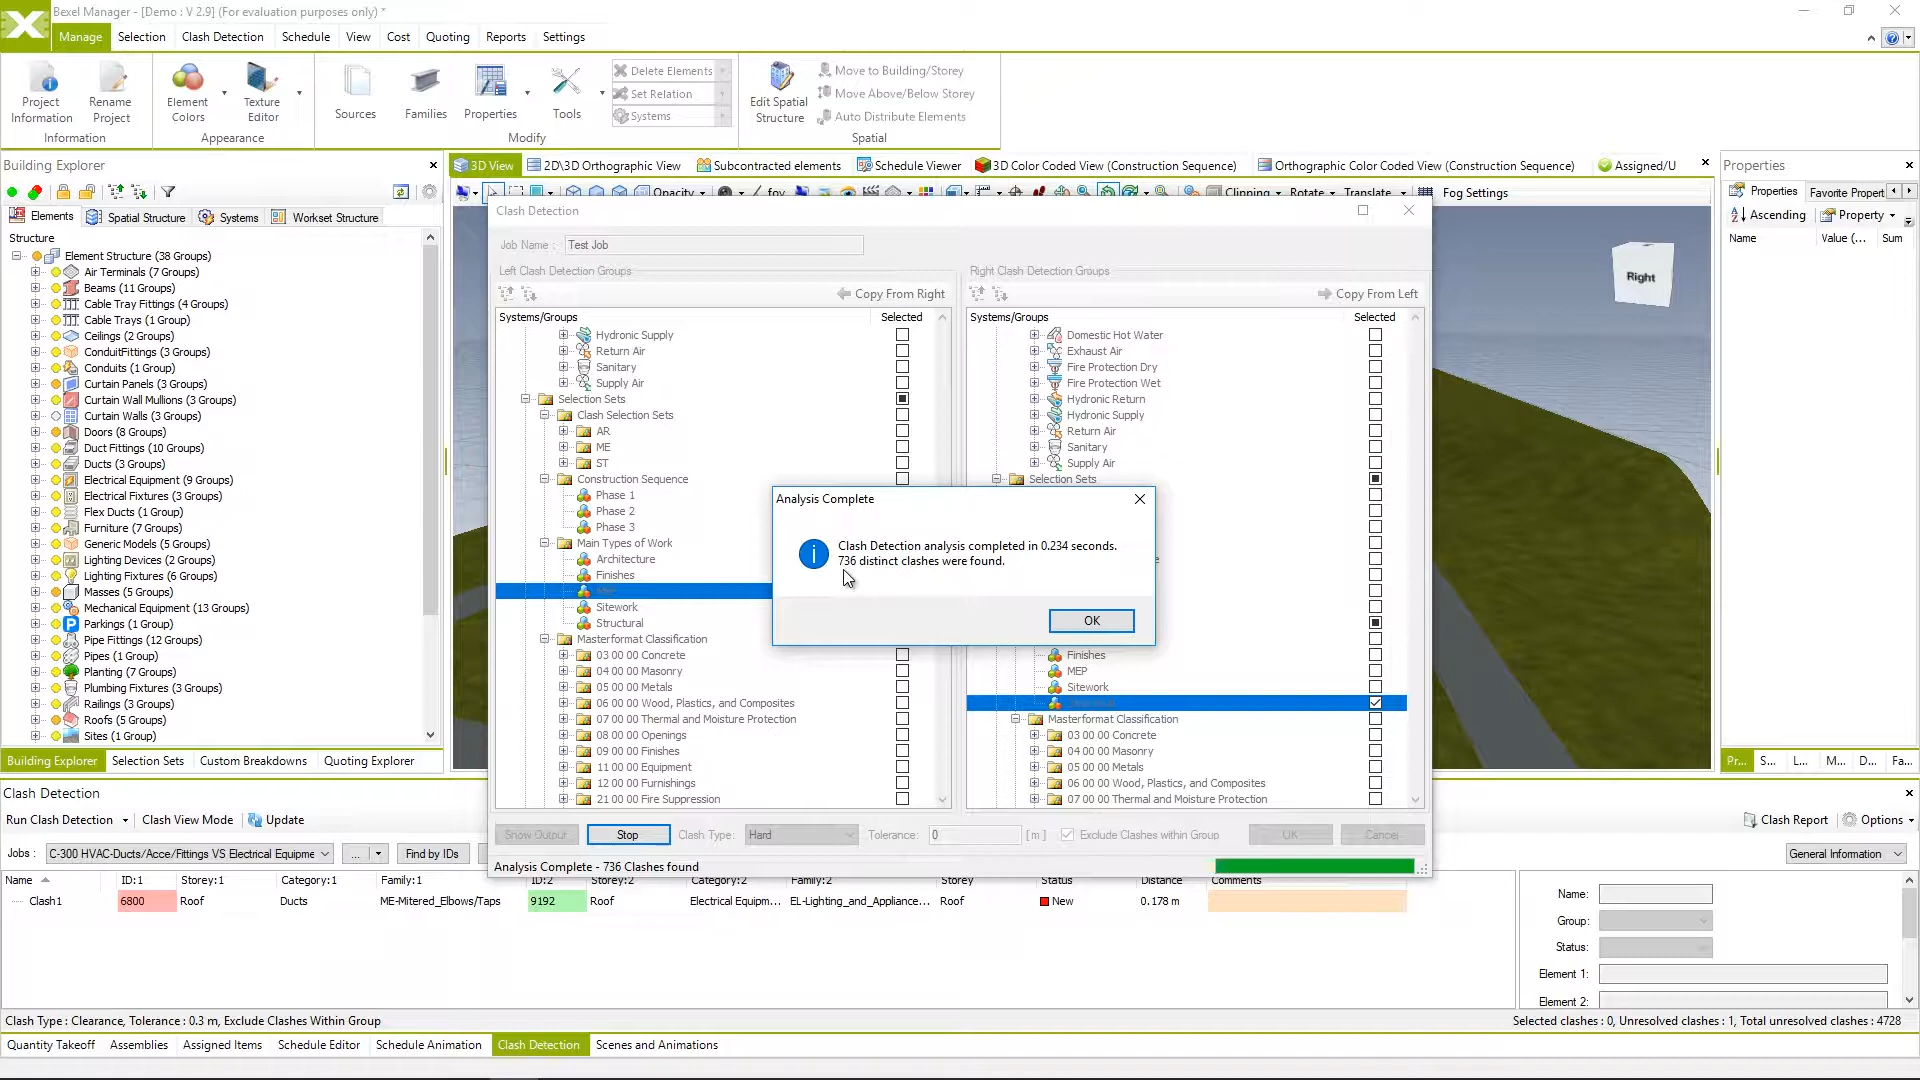 Bexel Manager - [Demo : V 2.9] (For evaluation purposes only) *
Manage Selection Clash Detection Schedule View Cost Quoting Reports Settings
Project Information
Rename Project
Information
Element Colors
Texture Editor
Appearance
Sources
Families
Properties
Tools
Delete Elements
Set Relation
Systems
Modify
Edit Spatial Structure
Move to Building/Storey
Move Above/Below Storey
Auto Distribute Elements
Spatial
Building Explorer
Elements Spatial Structure Systems Workset Structure
Structure
Element Structure (38 Groups)
Air Terminals (7 Groups)
Beams (11 Groups)
Cable Tray Fittings (4 Groups)
Cable Trays (1 Group)
Ceilings (2 Groups)
ConduitFittings (3 Groups)
Conduits (1 Group)
Curtain Panels (3 Groups)
Curtain Wall Mullions (3 Groups)
Curtain Walls (3 Groups)
Doors (8 Groups)
Duct Fittings (10 Groups)
Ducts (3 Groups)
Electrical Equipment (9 Groups)
Electrical Fixtures (3 Groups)
Flex Ducts (1 Group)
Furniture (7 Groups)
Generic Models (5 Groups)
Lighting Devices (2 Groups)
Lighting Fixtures (6 Groups)
Masses (5 Groups)
Mechanical Equipment (13 Groups)
Parkings (1 Group)
Pipe Fittings (12 Groups)
Pipes (1 Group)
Planting (7 Groups)
Plumbing Fixtures (3 Groups)
Railings (3 Groups)
Roofs (5 Groups)
Sites (1 Group)
Building Explorer Selection Sets Custom Breakdowns Quoting Explorer
3D View 2D\3D Orthographic View Subcontracted elements Schedule Viewer 3D Color Coded View (Construction Sequence) Orthographic Color Coded View (Construction Sequence) Assigned/U
Opacity fov Clipping Rotate Translate Fog Settings
Right
Properties
Properties Favorite Propert
Ascending Property
Name Value (... Sum
Pr... S... L... M... D... Fa...
Clash Detection
Job Name : Test Job
Left Clash Detection Groups
Copy From Right
Systems/Groups Selected
Hydronic Supply
Return Air
Sanitary
Supply Air
Selection Sets
Clash Selection Sets
AR
ME
ST
Construction Sequence
Phase 1
Phase 2
Phase 3
Main Types of Work
Architecture
Finishes
Sitework
Structural
Masterformat Classification
03 00 00 Concrete
04 00 00 Masonry
05 00 00 Metals
06 00 00 Wood, Plastics, and Composites
07 00 00 Thermal and Moisture Protection
08 00 00 Openings
09 00 00 Finishes
11 00 00 Equipment
12 00 00 Furnishings
21 00 00 Fire Suppression
Right Clash Detection Groups
Copy From Left
Systems/Groups Selected
Domestic Hot Water
Exhaust Air
Fire Protection Dry
Fire Protection Wet
Hydronic Return
Hydronic Supply
Return Air
Sanitary
Supply Air
Selection Sets
Finishes
MEP
Sitework
Masterformat Classification
03 00 00 Concrete
04 00 00 Masonry
05 00 00 Metals
06 00 00 Wood, Plastics, and Composites
07 00 00 Thermal and Moisture Protection
Analysis Complete
Clash Detection analysis completed in 0.234 seconds.
736 distinct clashes were found.
OK
Show Output Stop Clash Type: Hard Tolerance: 0 [ m ] Exclude Clashes within Group OK Cancel
Analysis Complete - 736 Clashes found
Clash Detection
Run Clash Detection Clash View Mode Update Clash Report Options
Jobs : C-300 HVAC-Ducts/Acce/Fittings VS Electrical Equipme ... Find by IDs General Information
Name ID:1 Storey:1 Category:1 Family:1 ID:2 Storey:2 Category:2 Family:2 Storey Status Distance Comments
Clash1 6800 Roof Ducts ME-Mitered_Elbows/Taps 9192 Roof Electrical Equipm... EL-Lighting_and_Appliance... Roof New 0.178 m
Name:
Group:
Status:
Element 1:
Element 2:
Clash Type : Clearance, Tolerance : 0.3 m, Exclude Clashes Within Group
Selected clashes : 0, Unresolved clashes : 1, Total unresolved clashes : 4728
Quantity Takeoff Assemblies Assigned Items Schedule Editor Schedule Animation Clash Detection Scenes and Animations